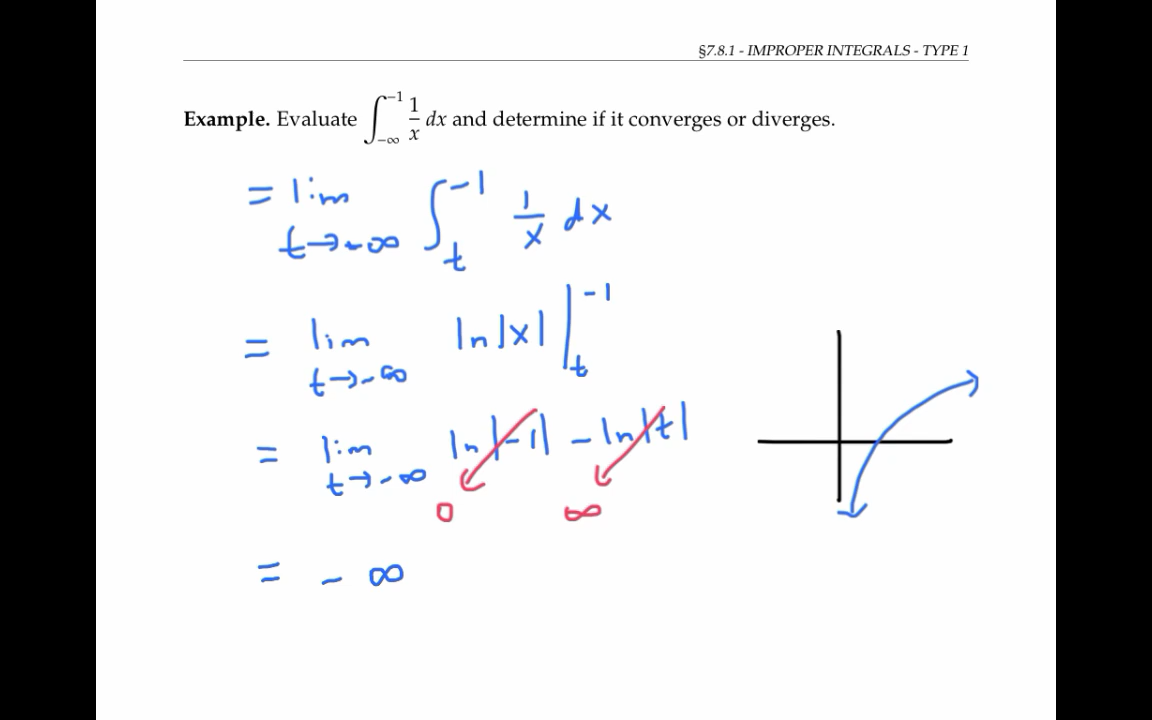 §7.8.1 - IMPROPER INTEGRALS - TYPE 1
Example. Evaluate ∫_{-∞}^{-1} 1/x dx and determine if it converges or diverges.
= lim_{t→-∞} ∫_t^{-1} 1/x dx
= lim_{t→-∞} ln|x| |_t^{-1}
= lim_{t→-∞} ln|-1| - ln|t|
0 ∞
= - ∞